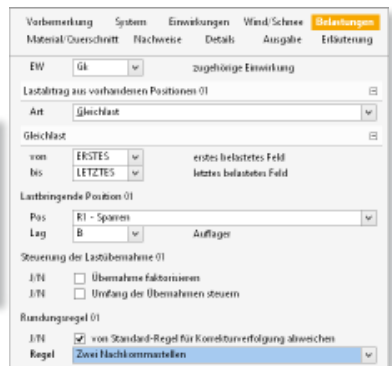 Vorbemerkung System Einwirkungen Wind/Schnee Belastungen
Material/Querschnitt Nachweise Details Ausgabe Erläuterung
EW Gk zugehörige Einwirkung
Lastabtrag aus vorhandenen Positionen 01
Art Gleichlast
Gleichlast
von ERSTES erstes belastetes Feld
bis LETZTES letztes belastetes Feld
Lastbringende Position 01
Pos R1 - Sparren
Lag B Auflager
Steuerung der Lastübernahme 01
J/N Übernahme faktorisieren
J/N Umfang der Übernahmen steuern
Rundungsregel 01
J/N von Standard-Regel für Korrekturverfolgung abweichen
Regel Zwei Nachkommastellen